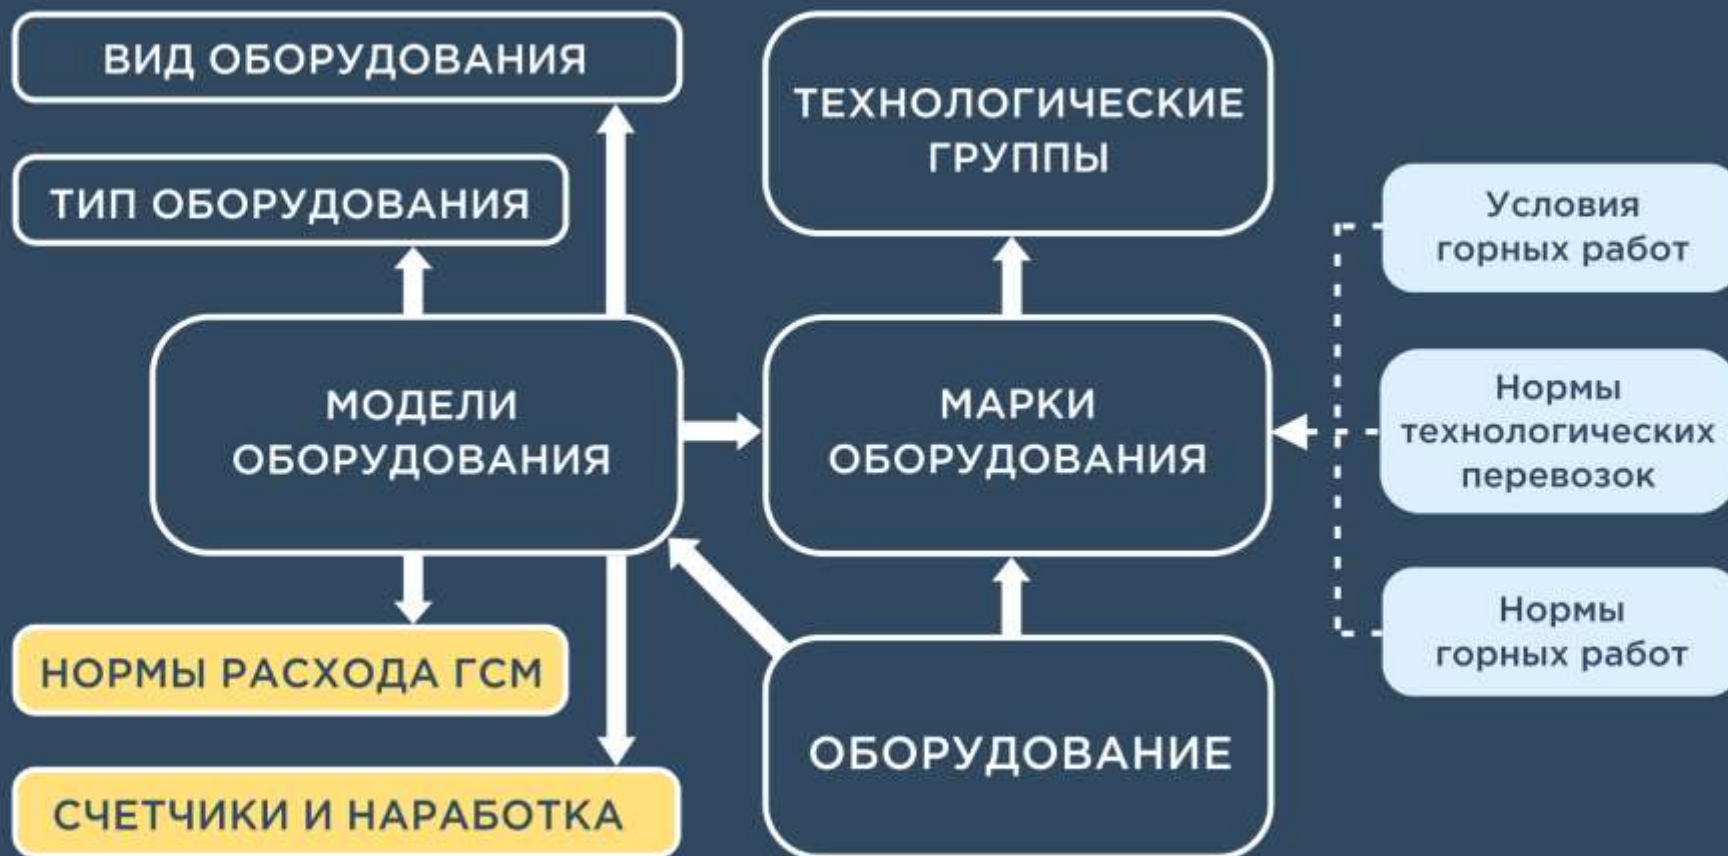 ВИД ОБОРУДОВАНИЯ
ТИП ОБОРУДОВАНИЯ
МОДЕЛИ
ОБОРУДОВАНИЯ
НОРМЫ РАСХОДА ГСМ
СЧЕТЧИКИ И НАРАБОТКА
ТЕХНОЛОГИЧЕСКИЕ
ГРУППЫ
МАРКИ
ОБОРУДОВАНИЯ
ОБОРУДОВАНИЕ
Условия
горных работ
Нормы
технологических
перевозок
Нормы
горных работ